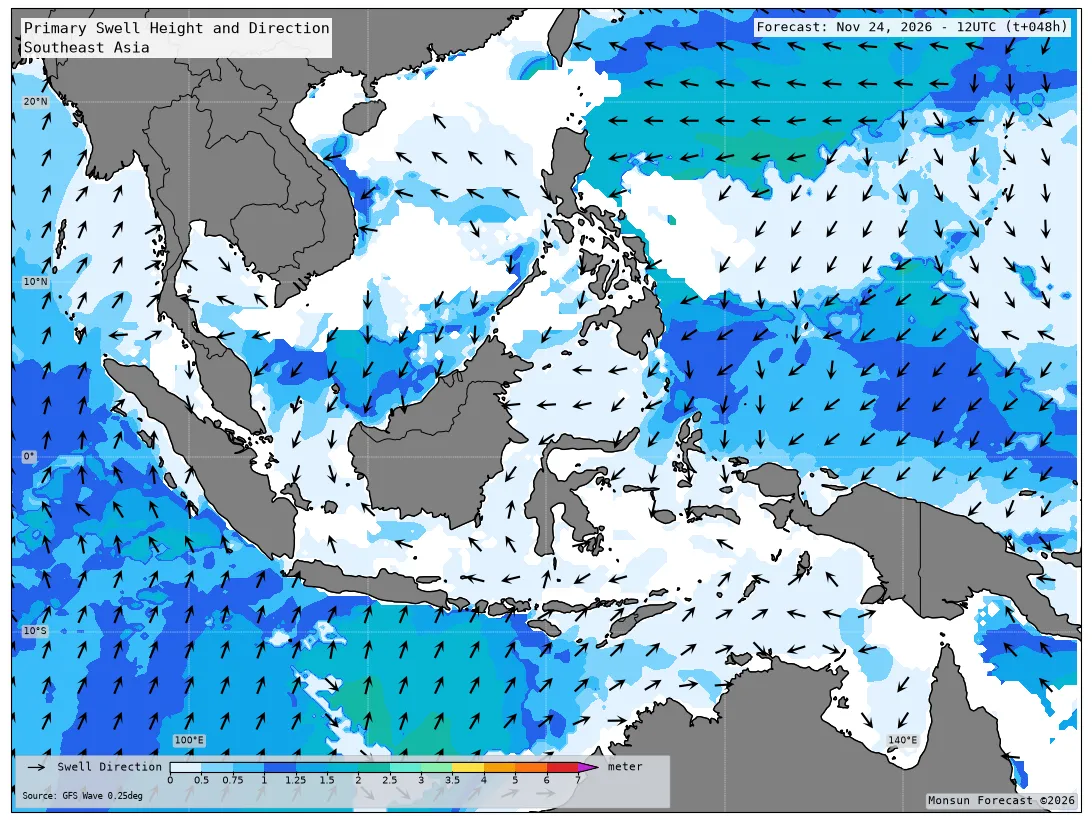 Primary Swell Height and Direction
Southeast Asia
Forecast: Nov 24, 2026 - 12UTC (t+048h)
20°N
10°N
0°
10°S
100°E
140°E
Swell Direction
0 0.5 0.75 1 1.25 1.5 2 2.5 3 3.5 4 5 6 7
meter
Source: GFS Wave 0.25deg
Monsun Forecast ©2026